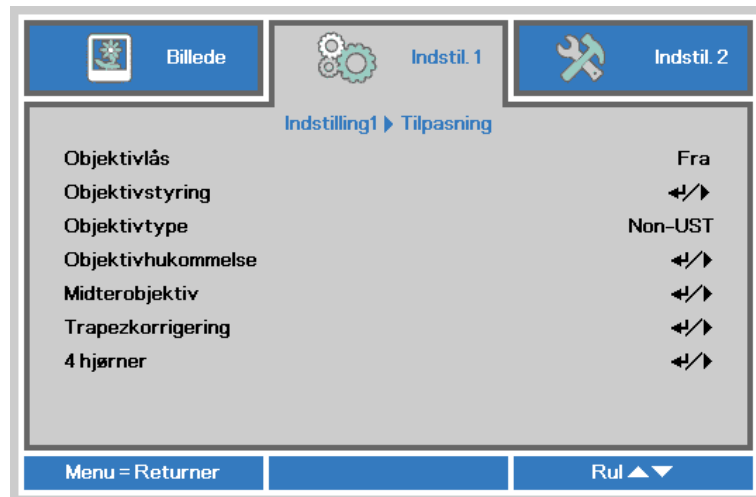 Billede
Indstil. 1
Indstil. 2
Indstilling1 ▶ Tilpasning
Objektivlås Fra
Objektivstyring ↵/▶
Objektivtype Non-UST
Objektivhukommelse ↵/▶
Midterobjektiv ↵/▶
Trapezkorrigering ↵/▶
4 hjørner ↵/▶
Menu = Returner
Rul ▲▼